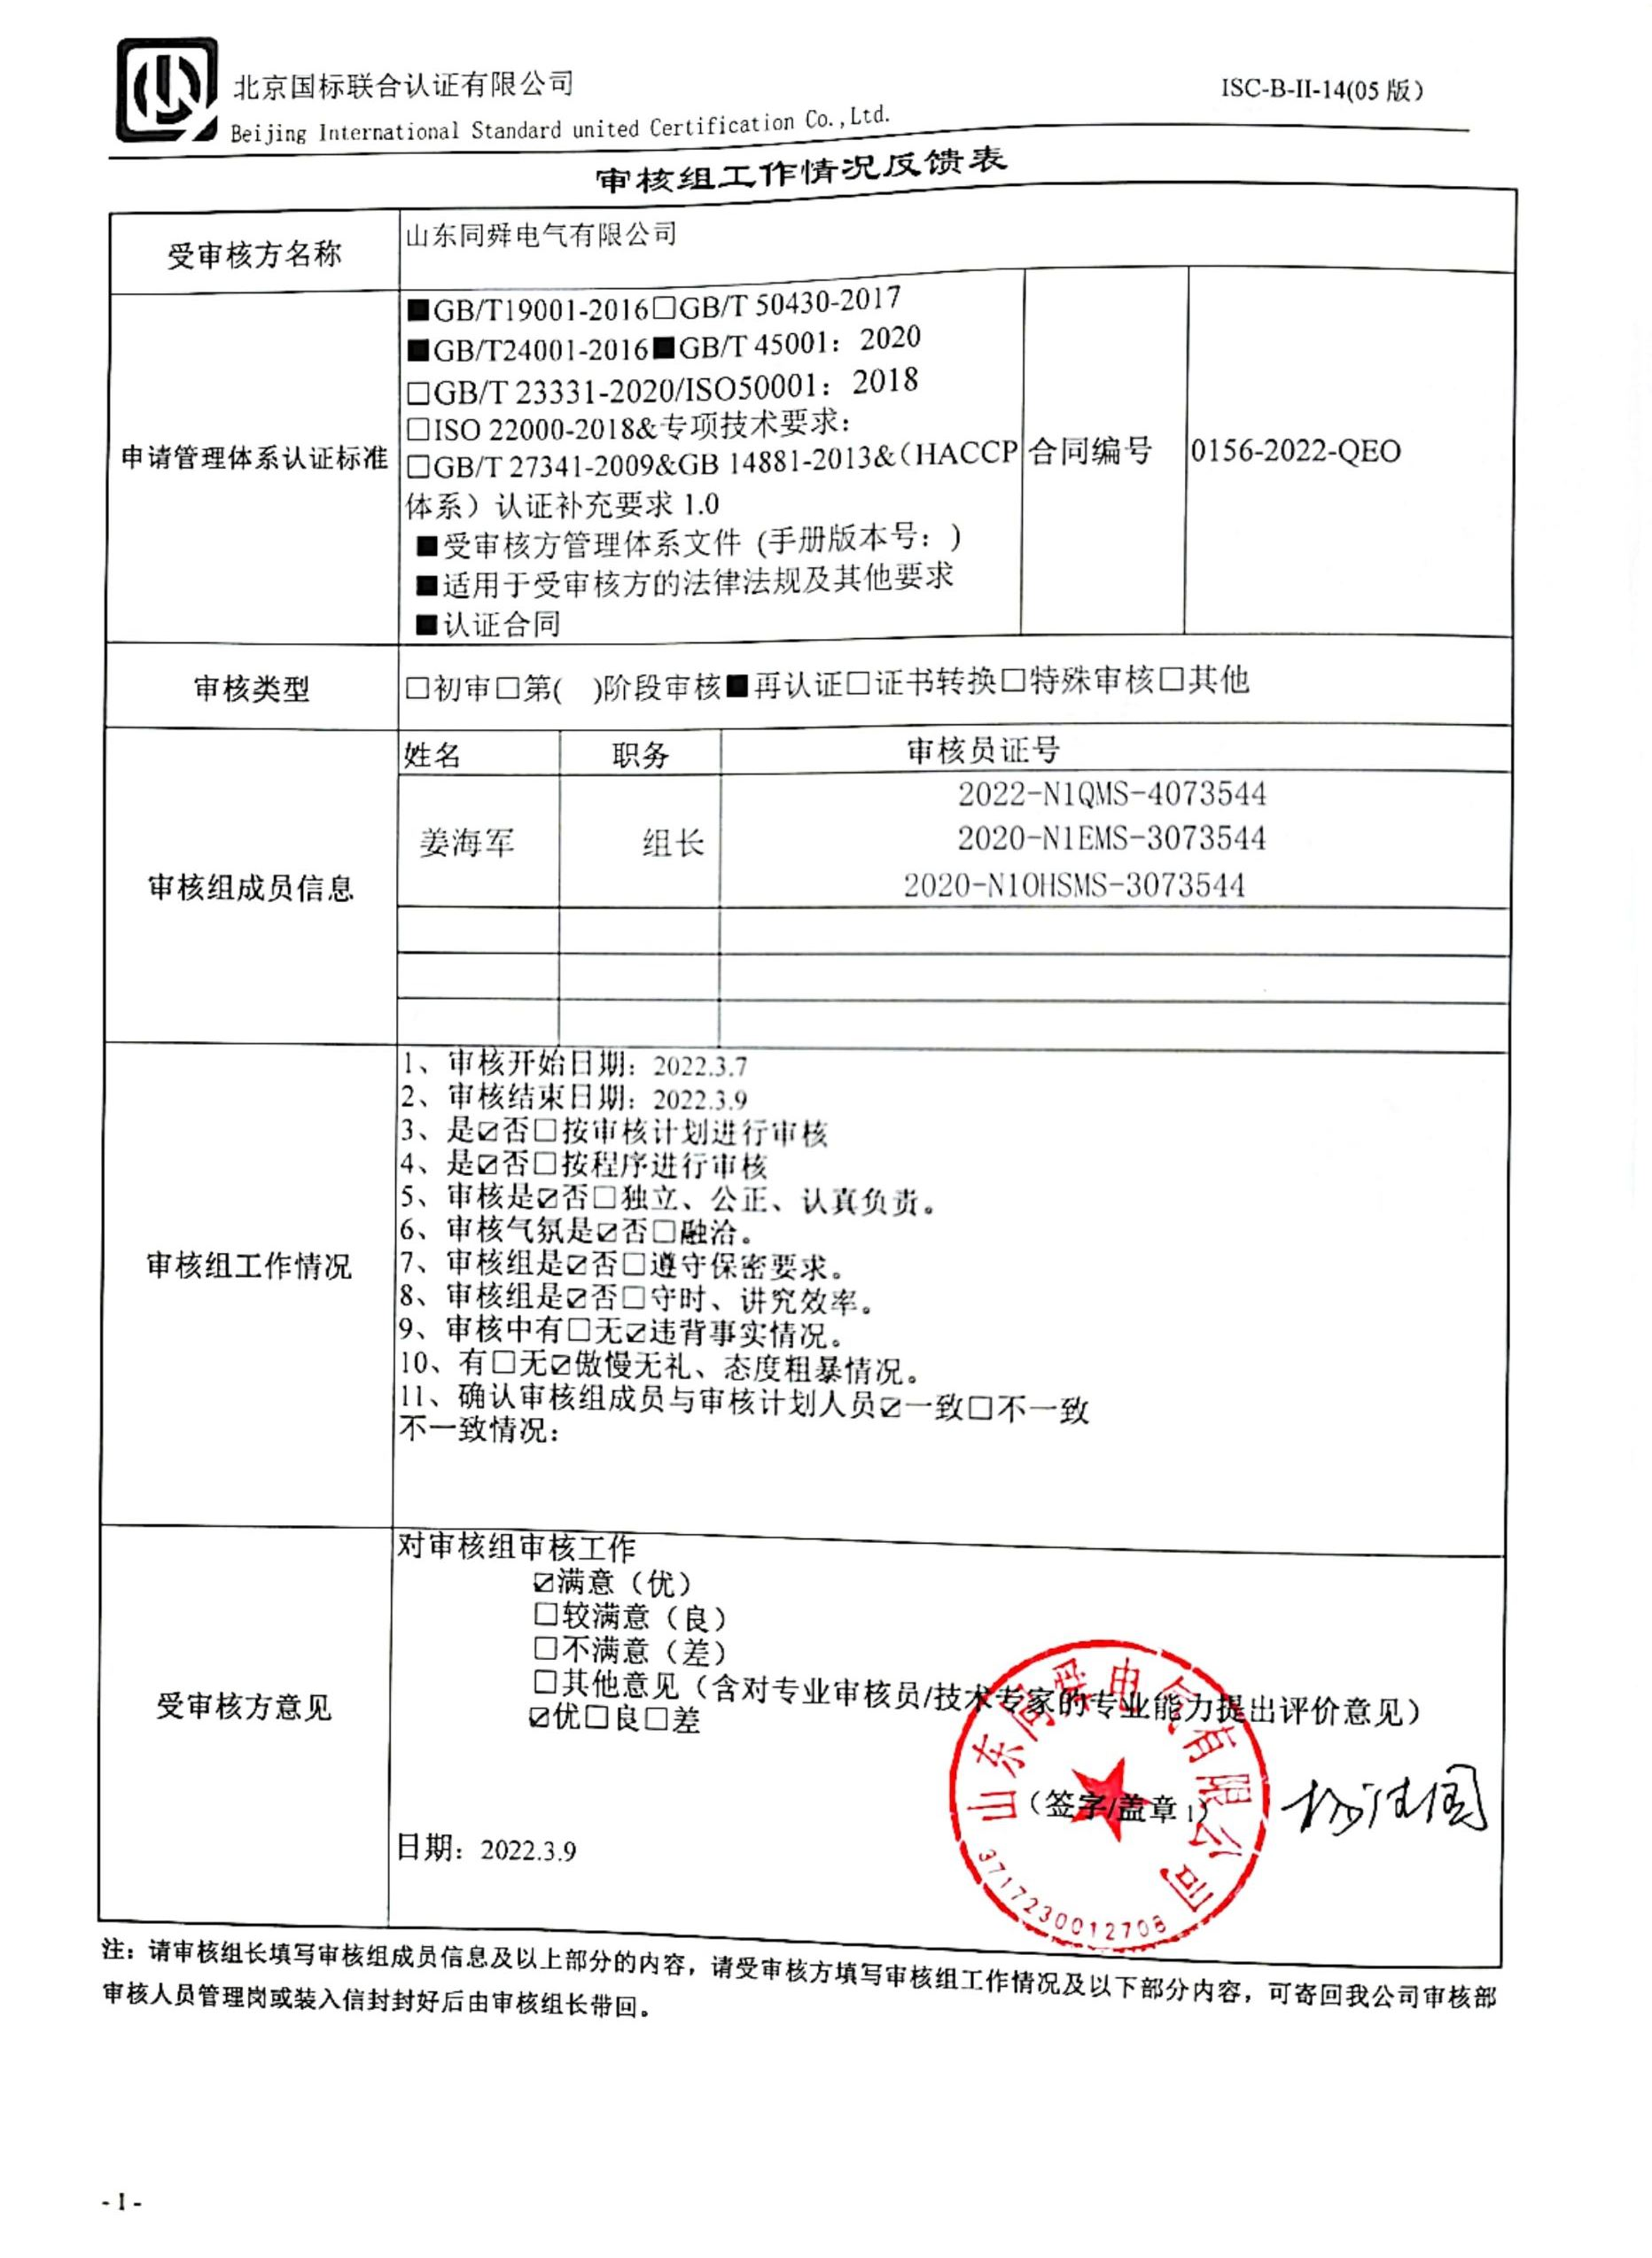 北京国标联合认证有限公司
ISC-B-II-14(05 版)
Beijing International Standard united Certification Co.,Ltd.
审核组工作情况反馈表
受审核方名称
山东同舜电气有限公司
申请管理体系认证标准
■GB/T19001-2016□GB/T 50430-2017
■GB/T24001-2016■GB/T 45001：2020
□GB/T 23331-2020/ISO50001：2018
□ISO 22000-2018&专项技术要求：
□GB/T 27341-2009&GB 14881-2013&（HACCP
体系）认证补充要求 1.0
■受审核方管理体系文件 (手册版本号： )
■适用于受审核方的法律法规及其他要求
■认证合同
合同编号
0156-2022-QEO
审核类型
□初审□第( )阶段审核■再认证□证书转换□特殊审核□其他
审核组成员信息
姓名 职务 审核员证号
姜海军 组长
2022-N1QMS-4073544
2020-N1EMS-3073544
2020-N1OHSMS-3073544
审核组工作情况
1、审核开始日期：2022.3.7
2、审核结束日期：2022.3.9
3、是☑否□按审核计划进行审核
4、是☑否□按程序进行审核
5、审核是☑否□独立、公正、认真负责。
6、审核气氛是☑否□融洽。
7、审核组是☑否□遵守保密要求。
8、审核组是☑否□守时、讲究效率。
9、审核中有□无☑违背事实情况。
10、有□无☑傲慢无礼、态度粗暴情况。
11、确认审核组成员与审核计划人员☑一致□不一致
不一致情况：
受审核方意见
对审核组审核工作
☑满意（优）
□较满意（良）
□不满意（差）
□其他意见（含对专业审核员/技术专家的专业能力提出评价意见）
☑优□良□差
山东同舜电气有限公司
（签字/盖章 1）
3717230012708
日期：2022.3.9
注：请审核组长填写审核组成员信息及以上部分的内容，请受审核方填写审核组工作情况及以下部分内容，可寄回我公司审核部
审核人员管理岗或装入信封封好后由审核组长带回。
- 1 -